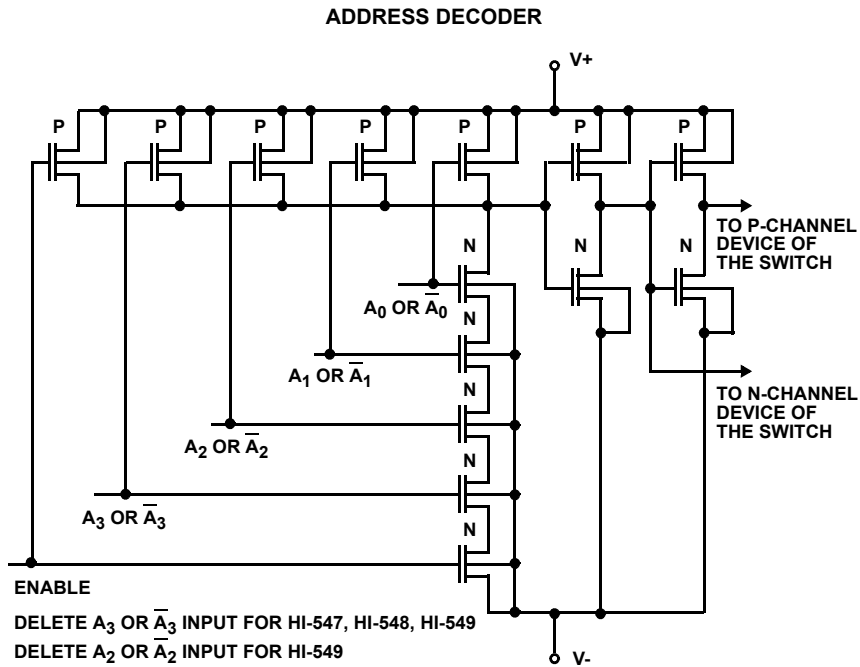 ADDRESS DECODER
V+
P
P
P
P
P
P
P
TO P-CHANNEL
DEVICE OF
THE SWITCH
N
N
N
A0 OR A̅0
N
A1 OR A̅1
TO N-CHANNEL
DEVICE OF
THE SWITCH
N
A2 OR A̅2
N
A3 OR A̅3
N
ENABLE
DELETE A3 OR A̅3 INPUT FOR HI-547, HI-548, HI-549
DELETE A2 OR A̅2 INPUT FOR HI-549
V-